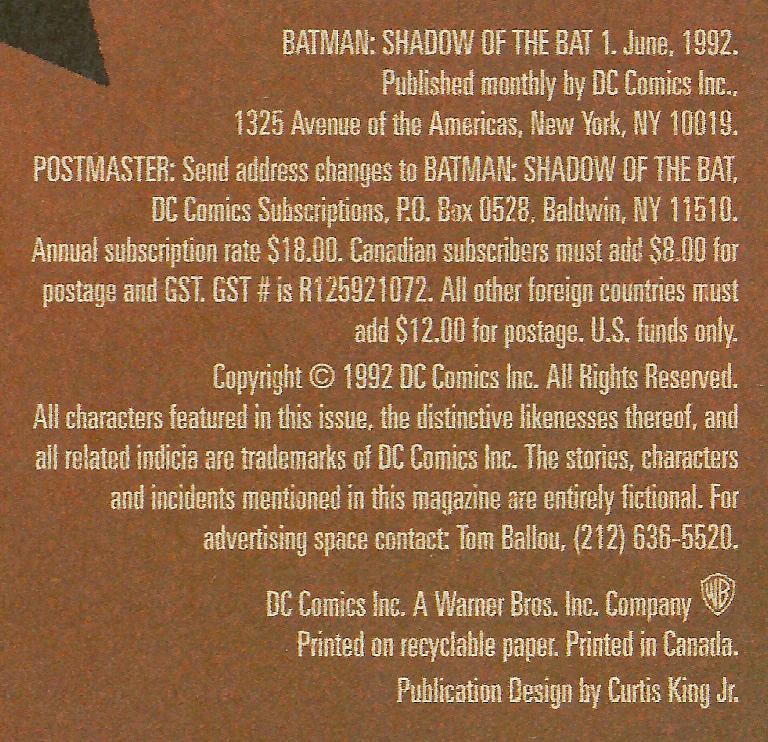 BATMAN: SHADOW OF THE BAT 1. June, 1992.
Published monthly by DC Comics Inc.,
1325 Avenue of the Americas, New York, NY 10019.
POSTMASTER: Send address changes to BATMAN: SHADOW OF THE BAT,
DC Comics Subscriptions, P.O. Box 0528, Baldwin, NY 11510.
Annual subscription rate $18.00. Canadian subscribers must add $8.00 for
postage and GST. GST # is R125921072. All other foreign countries must
add $12.00 for postage. U.S. funds only.
Copyright © 1992 DC Comics Inc. All Rights Reserved.
All characters featured in this issue, the distinctive likenesses thereof, and
all related indicia are trademarks of DC Comics Inc. The stories, characters
and incidents mentioned in this magazine are entirely fictional. For
advertising space contact: Tom Ballou, (212) 636-5520.
DC Comics Inc. A Warner Bros. Inc. Company WB
Printed on recyclable paper. Printed in Canada.
Publication Design by Curtis King Jr.